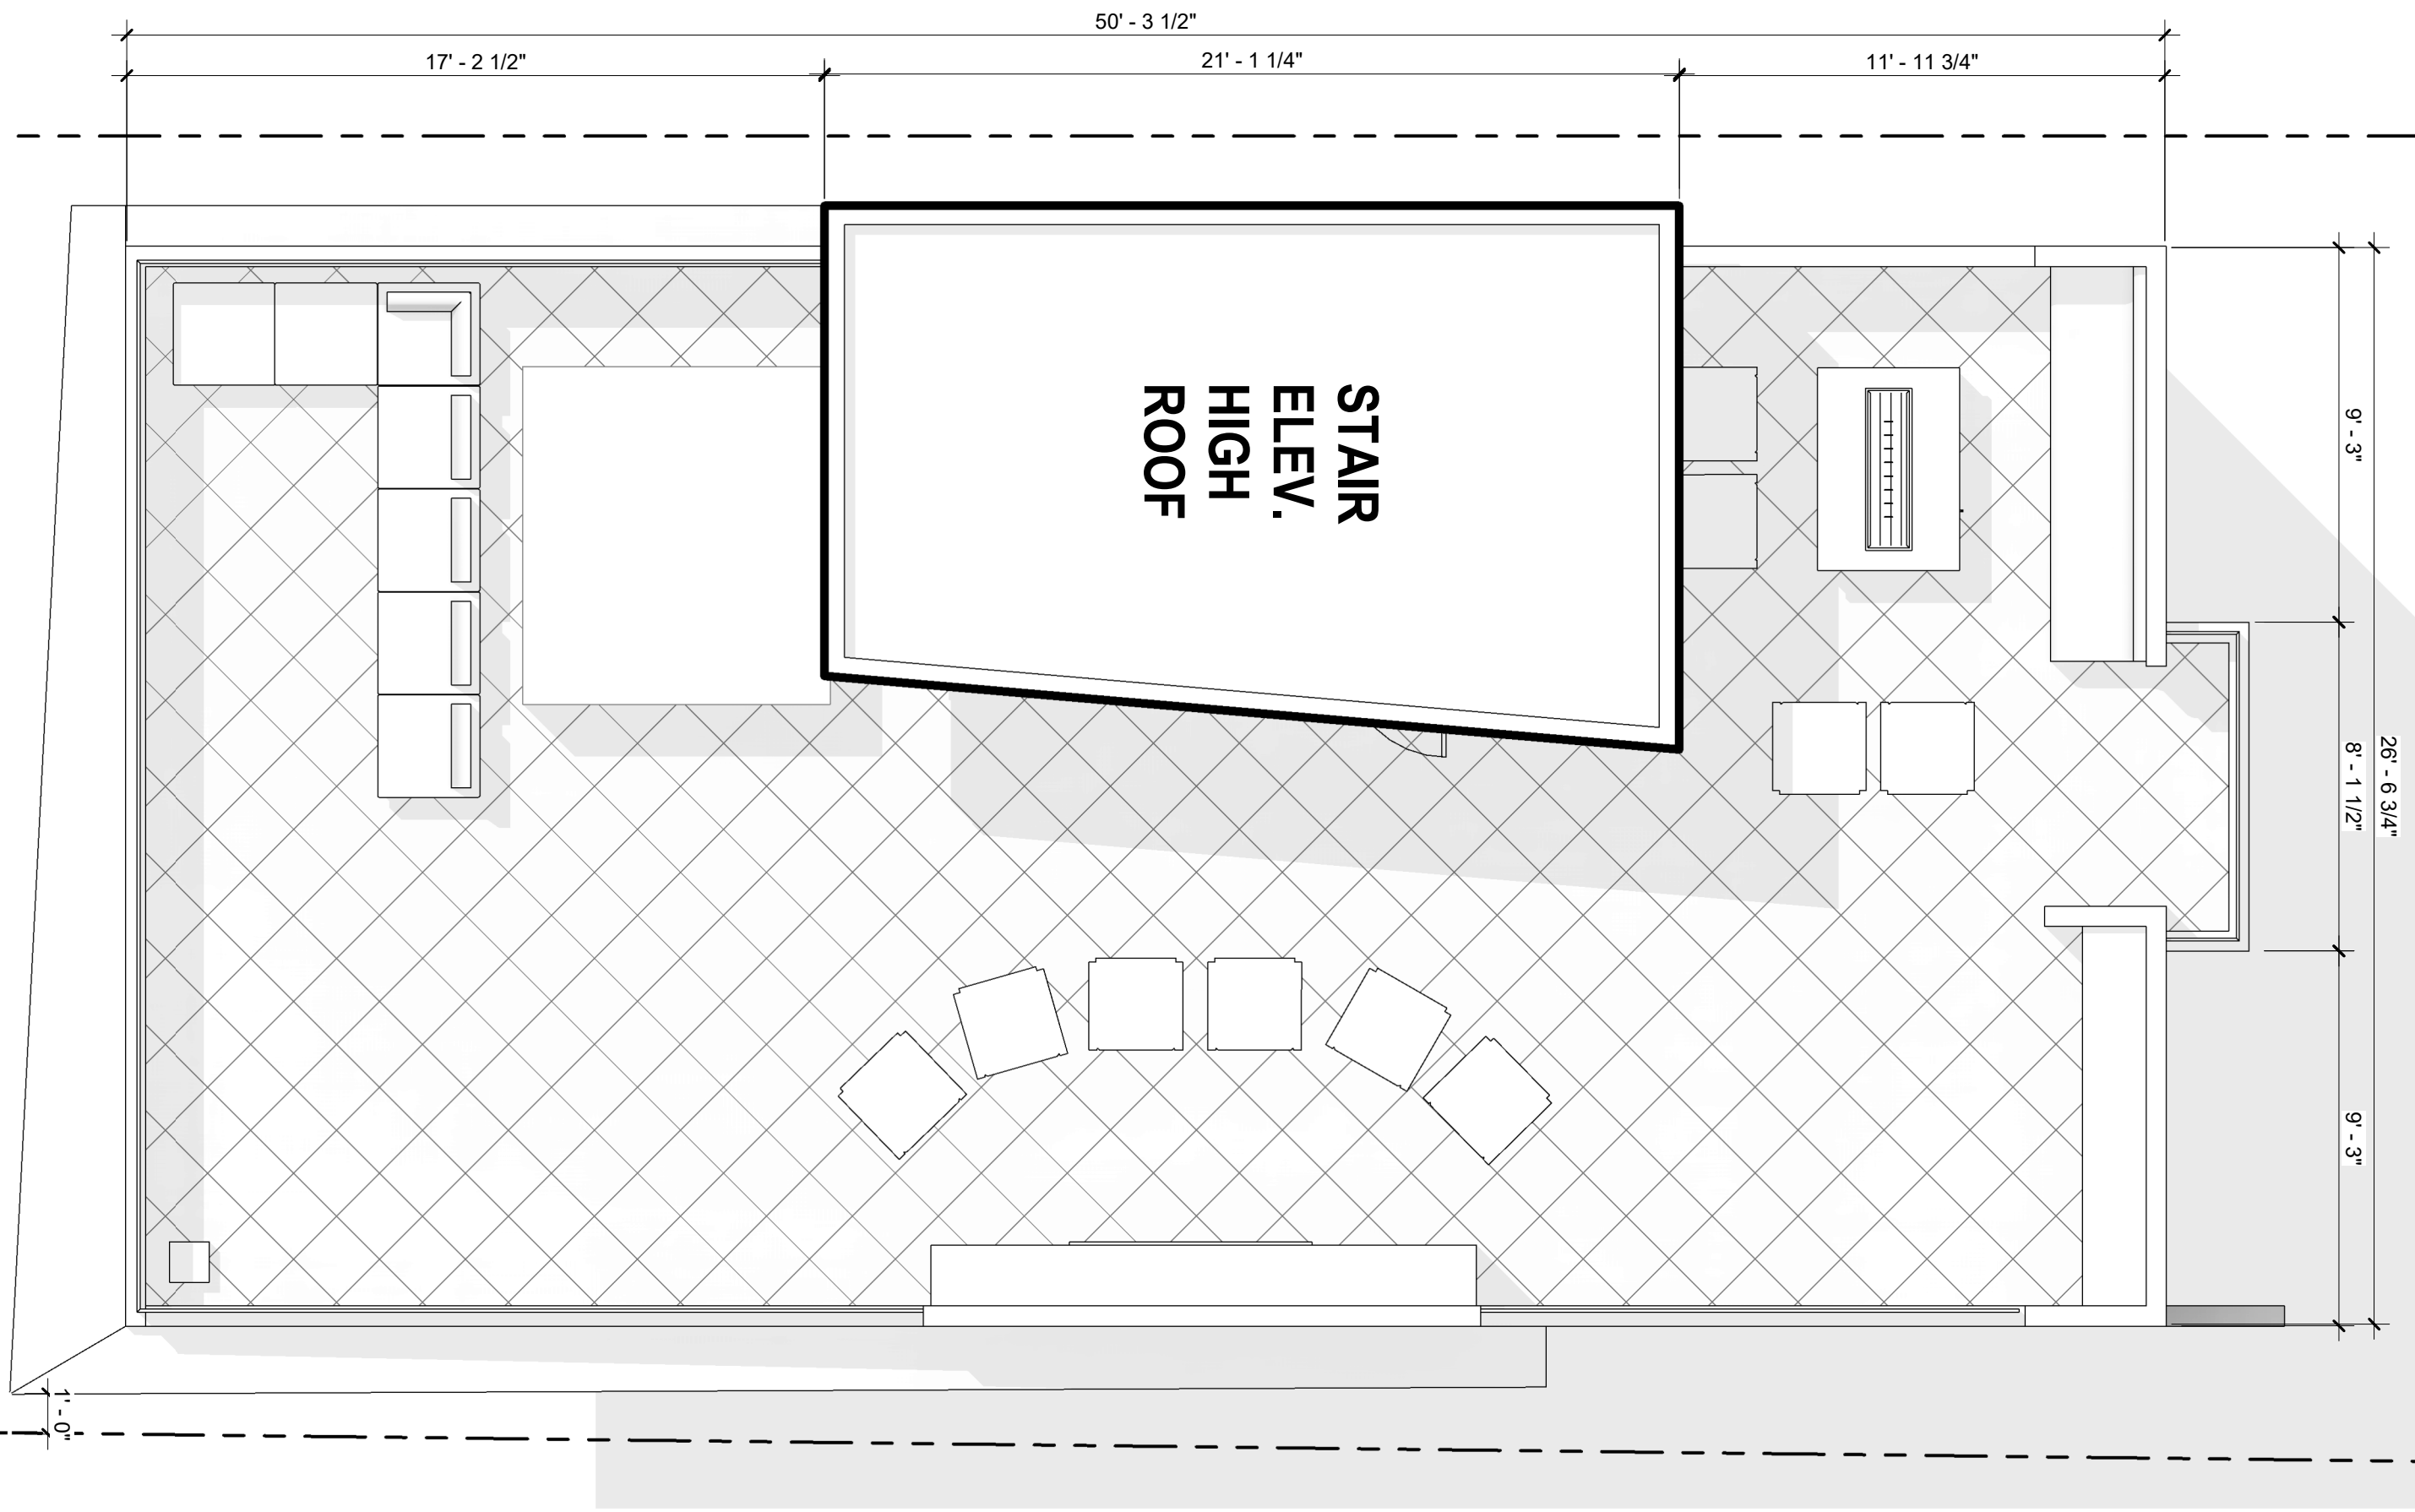 50' - 3 1/2"
17' - 2 1/2"
21' - 1 1/4"
11' - 11 3/4"
STAIR
ELEV.
HIGH
ROOF
9' - 3"
8' - 1 1/2"
26' - 6 3/4"
9' - 3"
1' - 0"